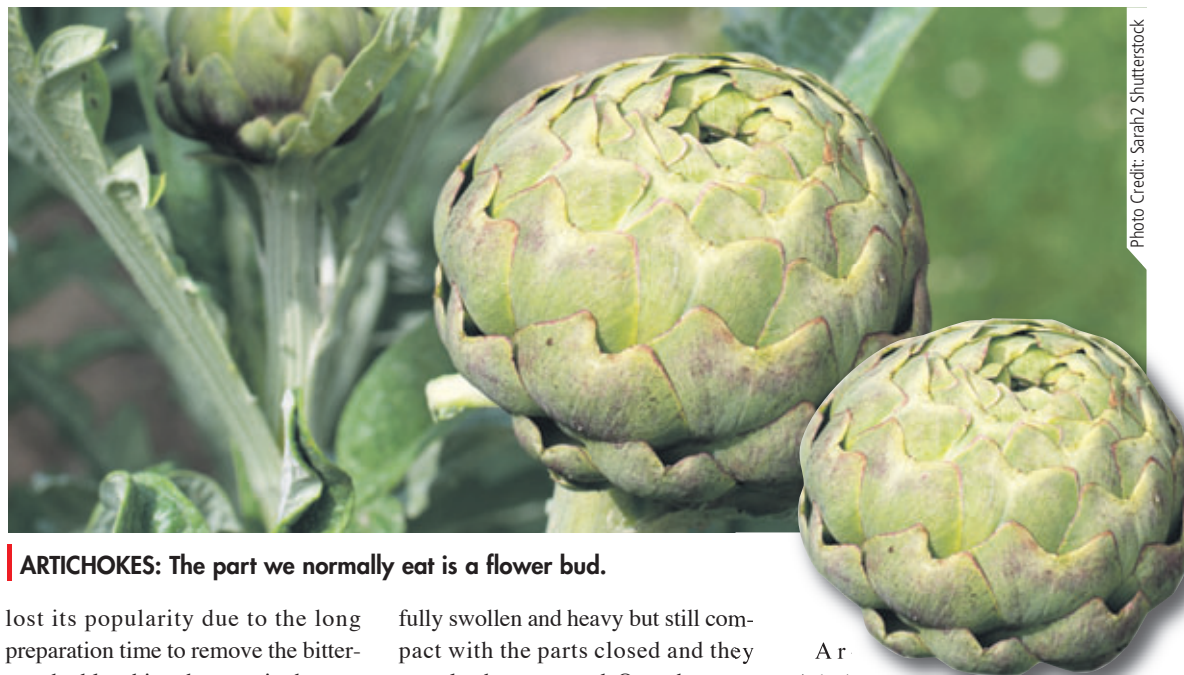 Photo Credit: Sarah2 Shutterstock
ARTICHOKES: The part we normally eat is a flower bud.
lost its popularity due to the long
preparation time to remove the bitter-
fully swollen and heavy but still com-
pact with the parts closed and they
Ar